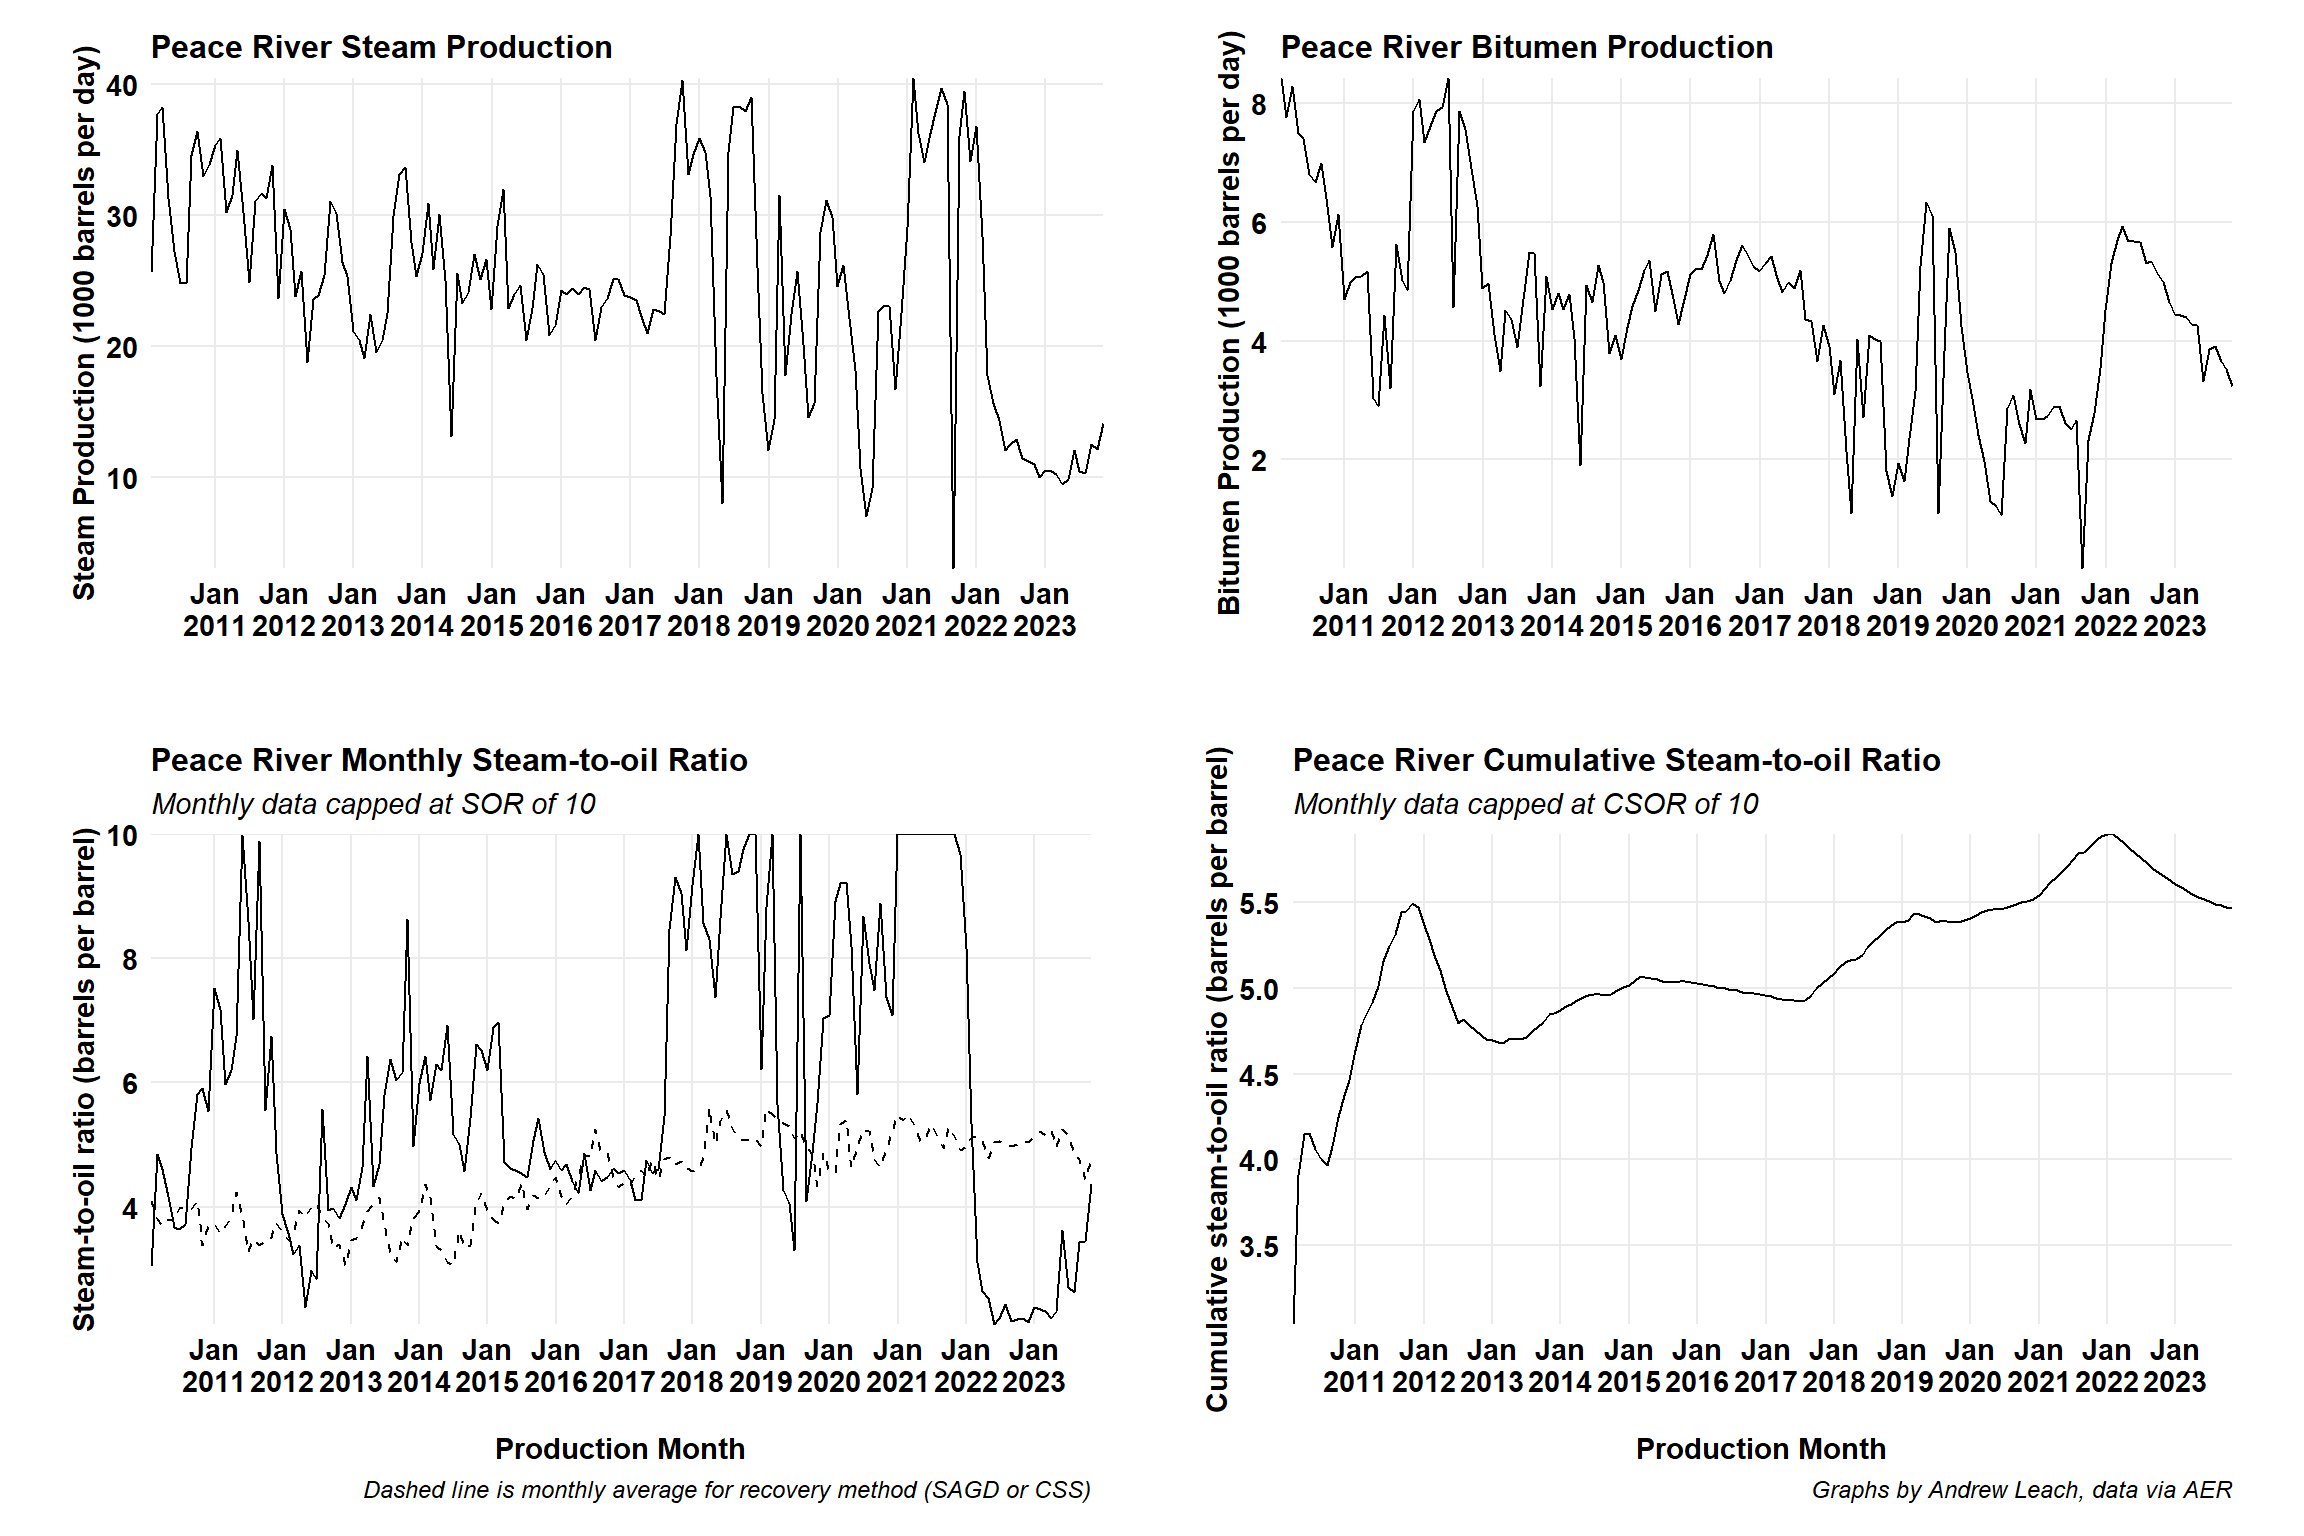 Peace River Steam Production
Steam Production (1000 barrels per day)
40
30
20
10
Jan Jan Jan Jan Jan Jan Jan Jan Jan Jan Jan Jan Jan
2011 2012 2013 2014 2015 2016 2017 2018 2019 2020 2021 2022 2023
Peace River Bitumen Production
Bitumen Production (1000 barrels per day)
8
6
4
2
Jan Jan Jan Jan Jan Jan Jan Jan Jan Jan Jan Jan Jan
2011 2012 2013 2014 2015 2016 2017 2018 2019 2020 2021 2022 2023
Peace River Monthly Steam-to-oil Ratio
Monthly data capped at SOR of 10
Steam-to-oil ratio (barrels per barrel)
10
8
6
4
Jan Jan Jan Jan Jan Jan Jan Jan Jan Jan Jan Jan Jan
2011 2012 2013 2014 2015 2016 2017 2018 2019 2020 2021 2022 2023
Production Month
Dashed line is monthly average for recovery method (SAGD or CSS)
Peace River Cumulative Steam-to-oil Ratio
Monthly data capped at CSOR of 10
Cumulative steam-to-oil ratio (barrels per barrel)
5.5
5.0
4.5
4.0
3.5
Jan Jan Jan Jan Jan Jan Jan Jan Jan Jan Jan Jan Jan
2011 2012 2013 2014 2015 2016 2017 2018 2019 2020 2021 2022 2023
Production Month
Graphs by Andrew Leach, data via AER